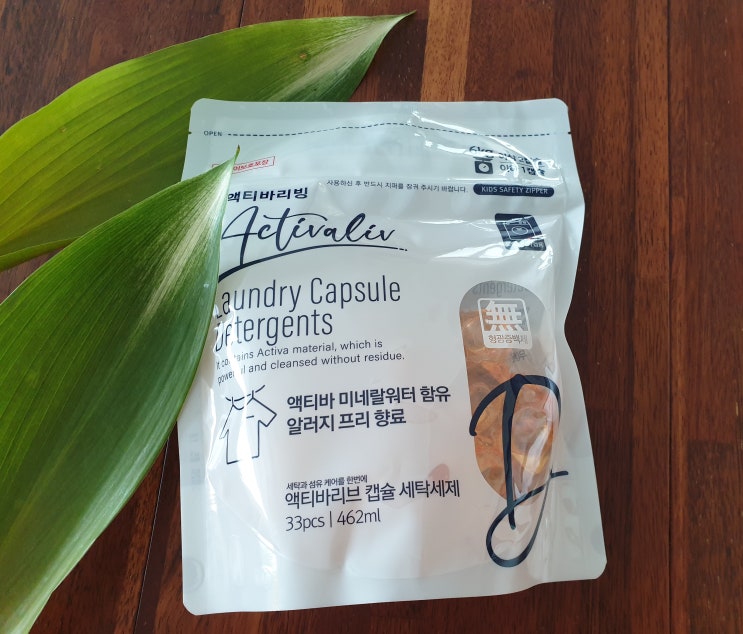 OPEN
6kg
사용하신 후 반드시 지퍼를 잠궈 주시기 바랍니다.
KIDS SAFETY ZIPPER
액티바리빙
Activaliv
Laundry Capsule
Detergents
It contains Activa material, which is
powerful and cleansed without residue.
無
형광증백제
액티바 미네랄워터 함유
알러지 프리 향료
세탁과 섬유 케어를 한번에
액티바리브 캡슐 세탁세제
33pcs | 462ml
D